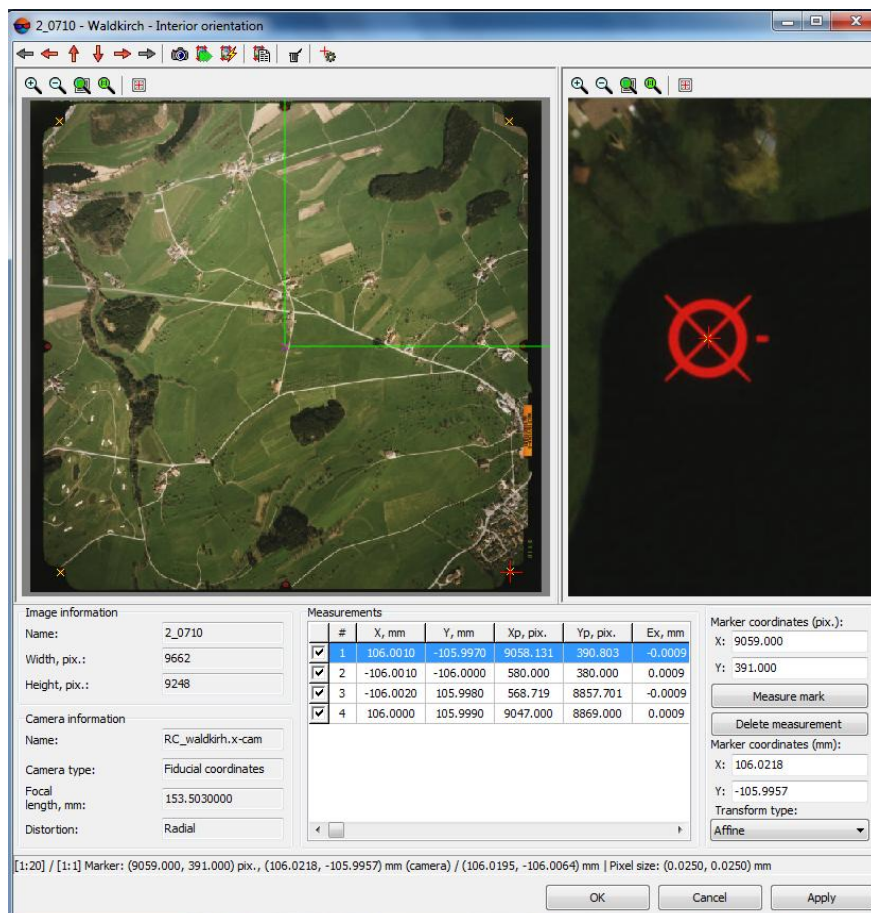 2_0710 - Waldkirch - Interior orientation
Image information
Name: 2_0710
Width, pix.: 9662
Height, pix.: 9248
Camera information
Name: RC_waldkirh.x-cam
Camera type: Fiducial coordinates
Focal length, mm: 153.5030000
Distortion: Radial
Measurements
# X, mm Y, mm Xp, pix. Yp, pix. Ex, mm
1 106.0010 -105.9970 9058.131 390.803 -0.0009
2 -106.0010 -106.0000 580.000 380.000 0.0009
3 -106.0020 105.9980 568.719 8857.701 -0.0009
4 106.0000 105.9990 9047.000 8869.000 0.0009
Marker coordinates (pix.):
X: 9059.000
Y: 391.000
Measure mark
Delete measurement
Marker coordinates (mm):
X: 106.0218
Y: -105.9957
Transform type:
Affine
[1:20] / [1:1] Marker: (9059.000, 391.000) pix., (106.0218, -105.9957) mm (camera) / (106.0195, -106.0064) mm | Pixel size: (0.0250, 0.0250) mm
OK Cancel Apply